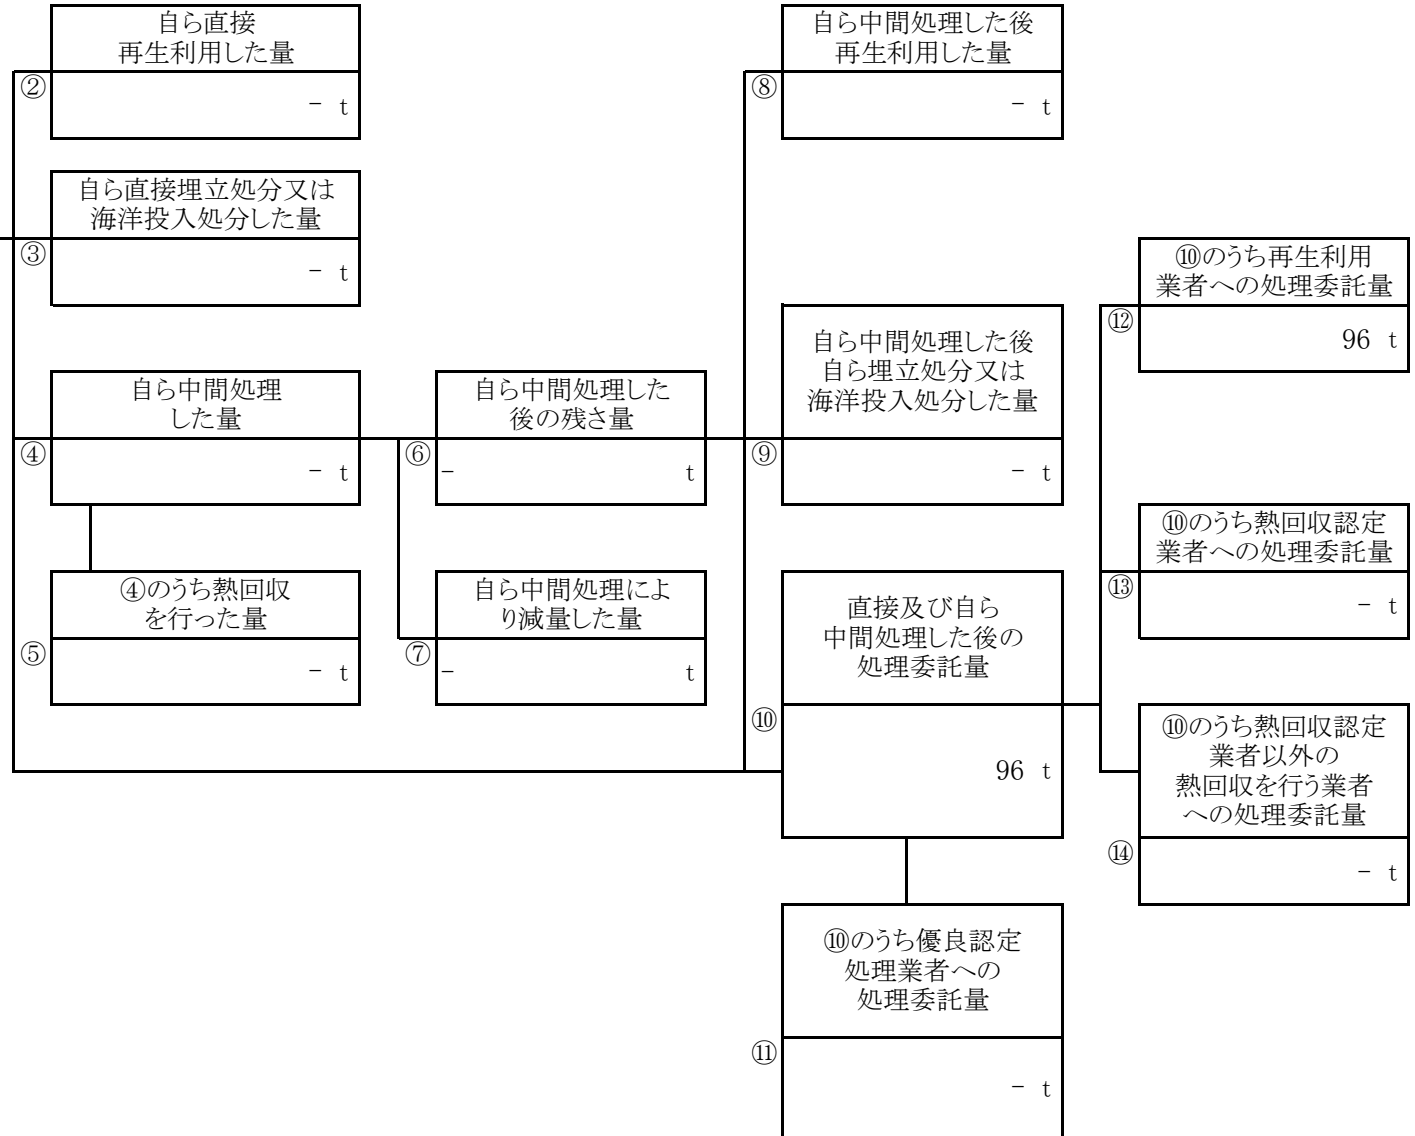 自ら直接
再生利用した量
②
− t
自ら直接埋立処分又は
海洋投入処分した量
③
− t
自ら中間処理
した量
④
− t
④のうち熱回収
を行った量
⑤
− t
自ら中間処理した
後の残さ量
⑥
− t
自ら中間処理によ
り減量した量
⑦
− t
自ら中間処理した後
再生利用した量
⑧
− t
自ら中間処理した後
自ら埋立処分又は
海洋投入処分した量
⑨
− t
直接及び自ら
中間処理した後の
処理委託量
⑩
96 t
⑩のうち優良認定
処理業者への
処理委託量
⑪
− t
⑩のうち再生利用
業者への処理委託量
⑫
96 t
⑩のうち熱回収認定
業者への処理委託量
⑬
− t
⑩のうち熱回収認定
業者以外の
熱回収を行う業者
への処理委託量
⑭
− t